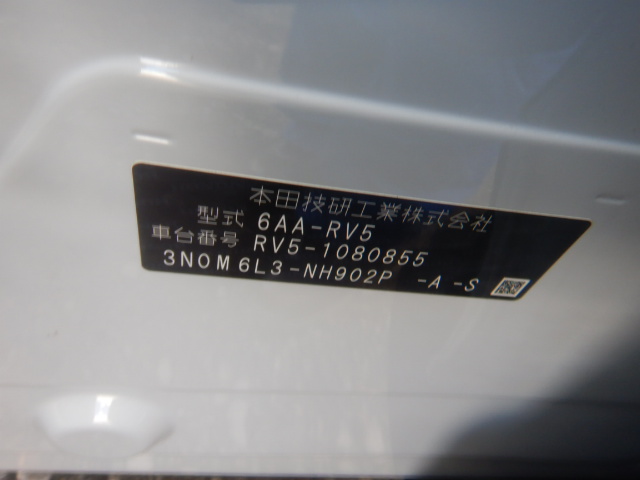 本田技研工業株式会社
型式 6AA-RV5
車台番号 RV5-1080855
3N0M6L3-NH902P -A -S